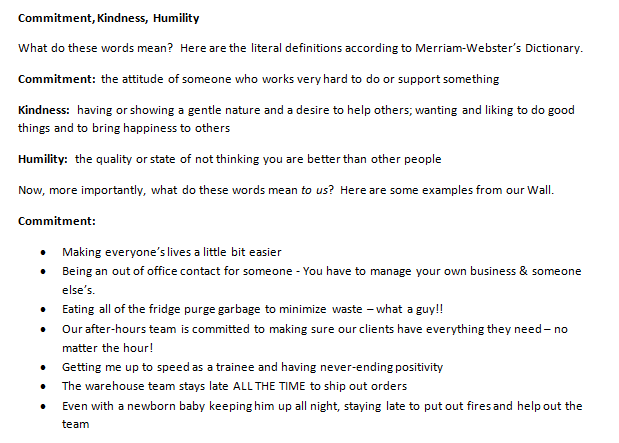 Commitment, Kindness, Humility
What do these words mean? Here are the literal definitions according to Merriam-Webster's Dictionary.
Commitment: the attitude of someone who works very hard to do or support something
Kindness: having or showing a gentle nature and a desire to help others; wanting and liking to do good
things and to bring happiness to others
Humility: the quality or state of not thinking you are better than other people
Now, more importantly, what do these words mean to us? Here are some examples from our Wall.
Commitment:
• Making everyone's lives a little bit easier
• Being an out of office contact for someone - You have to manage your own business & someone
else's.
• Eating all of the fridge purge garbage to minimize waste – what a guy!!
• Our after-hours team is committed to making sure our clients have everything they need – no
matter the hour!
• Getting me up to speed as a trainee and having never-ending positivity
• The warehouse team stays late ALL THE TIME to ship out orders
• Even with a newborn baby keeping him up all night, staying late to put out fires and help out the
team